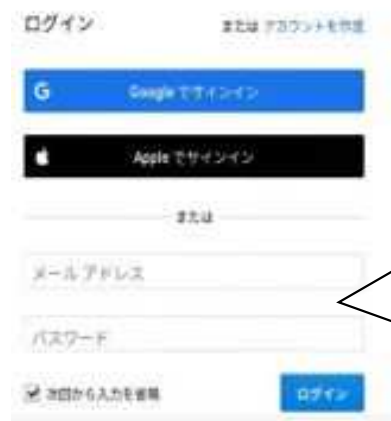 ログイン
または アカウントを作成
G Google でサインイン
Apple でサインイン
または
メール アドレス
パスワード
次回から入力を省略
ログイン